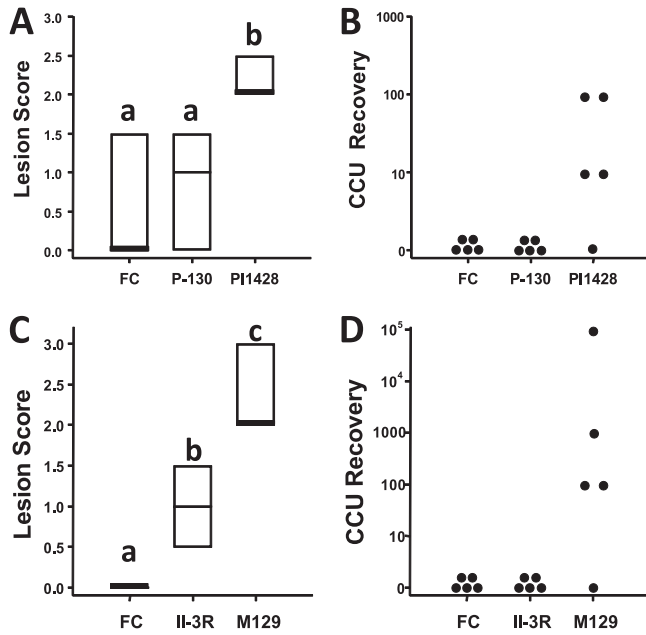 A
Lesion Score
3.0
2.5
2.0
1.5
1.0
0.5
0.0
a
a
b
FC P-130 PI1428
B
CCU Recovery
1000
100
10
0
FC P-130 PI1428
C
Lesion Score
3.0
2.5
2.0
1.5
1.0
0.5
0.0
a
b
c
FC II-3R M129
D
CCU Recovery
10⁵
10⁴
1000
100
10
0
FC II-3R M129